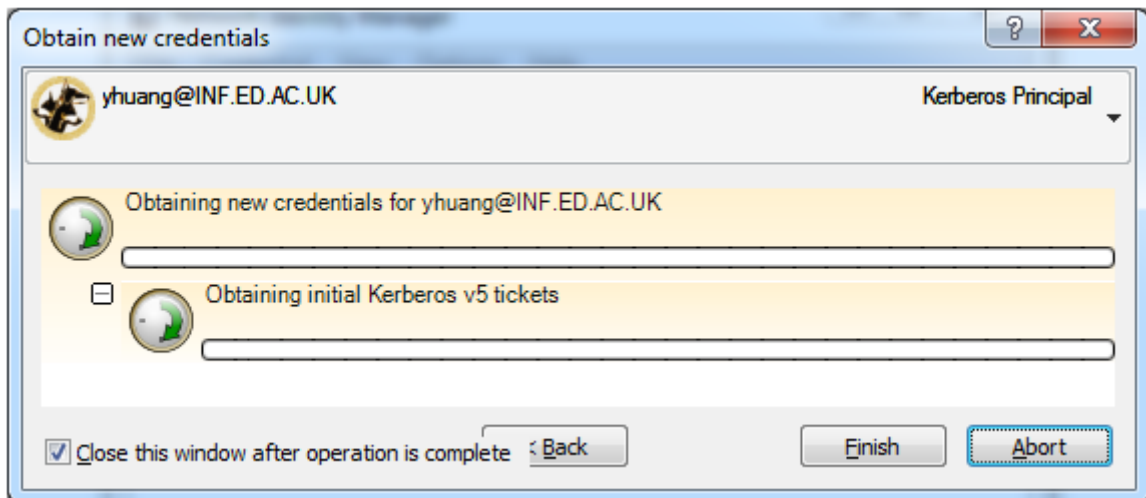 Obtain new credentials
yhuang@INF.ED.AC.UK
Kerberos Principal
Obtaining new credentials for yhuang@INF.ED.AC.UK
Obtaining initial Kerberos v5 tickets
Close this window after operation is complete
< Back
Finish
Abort